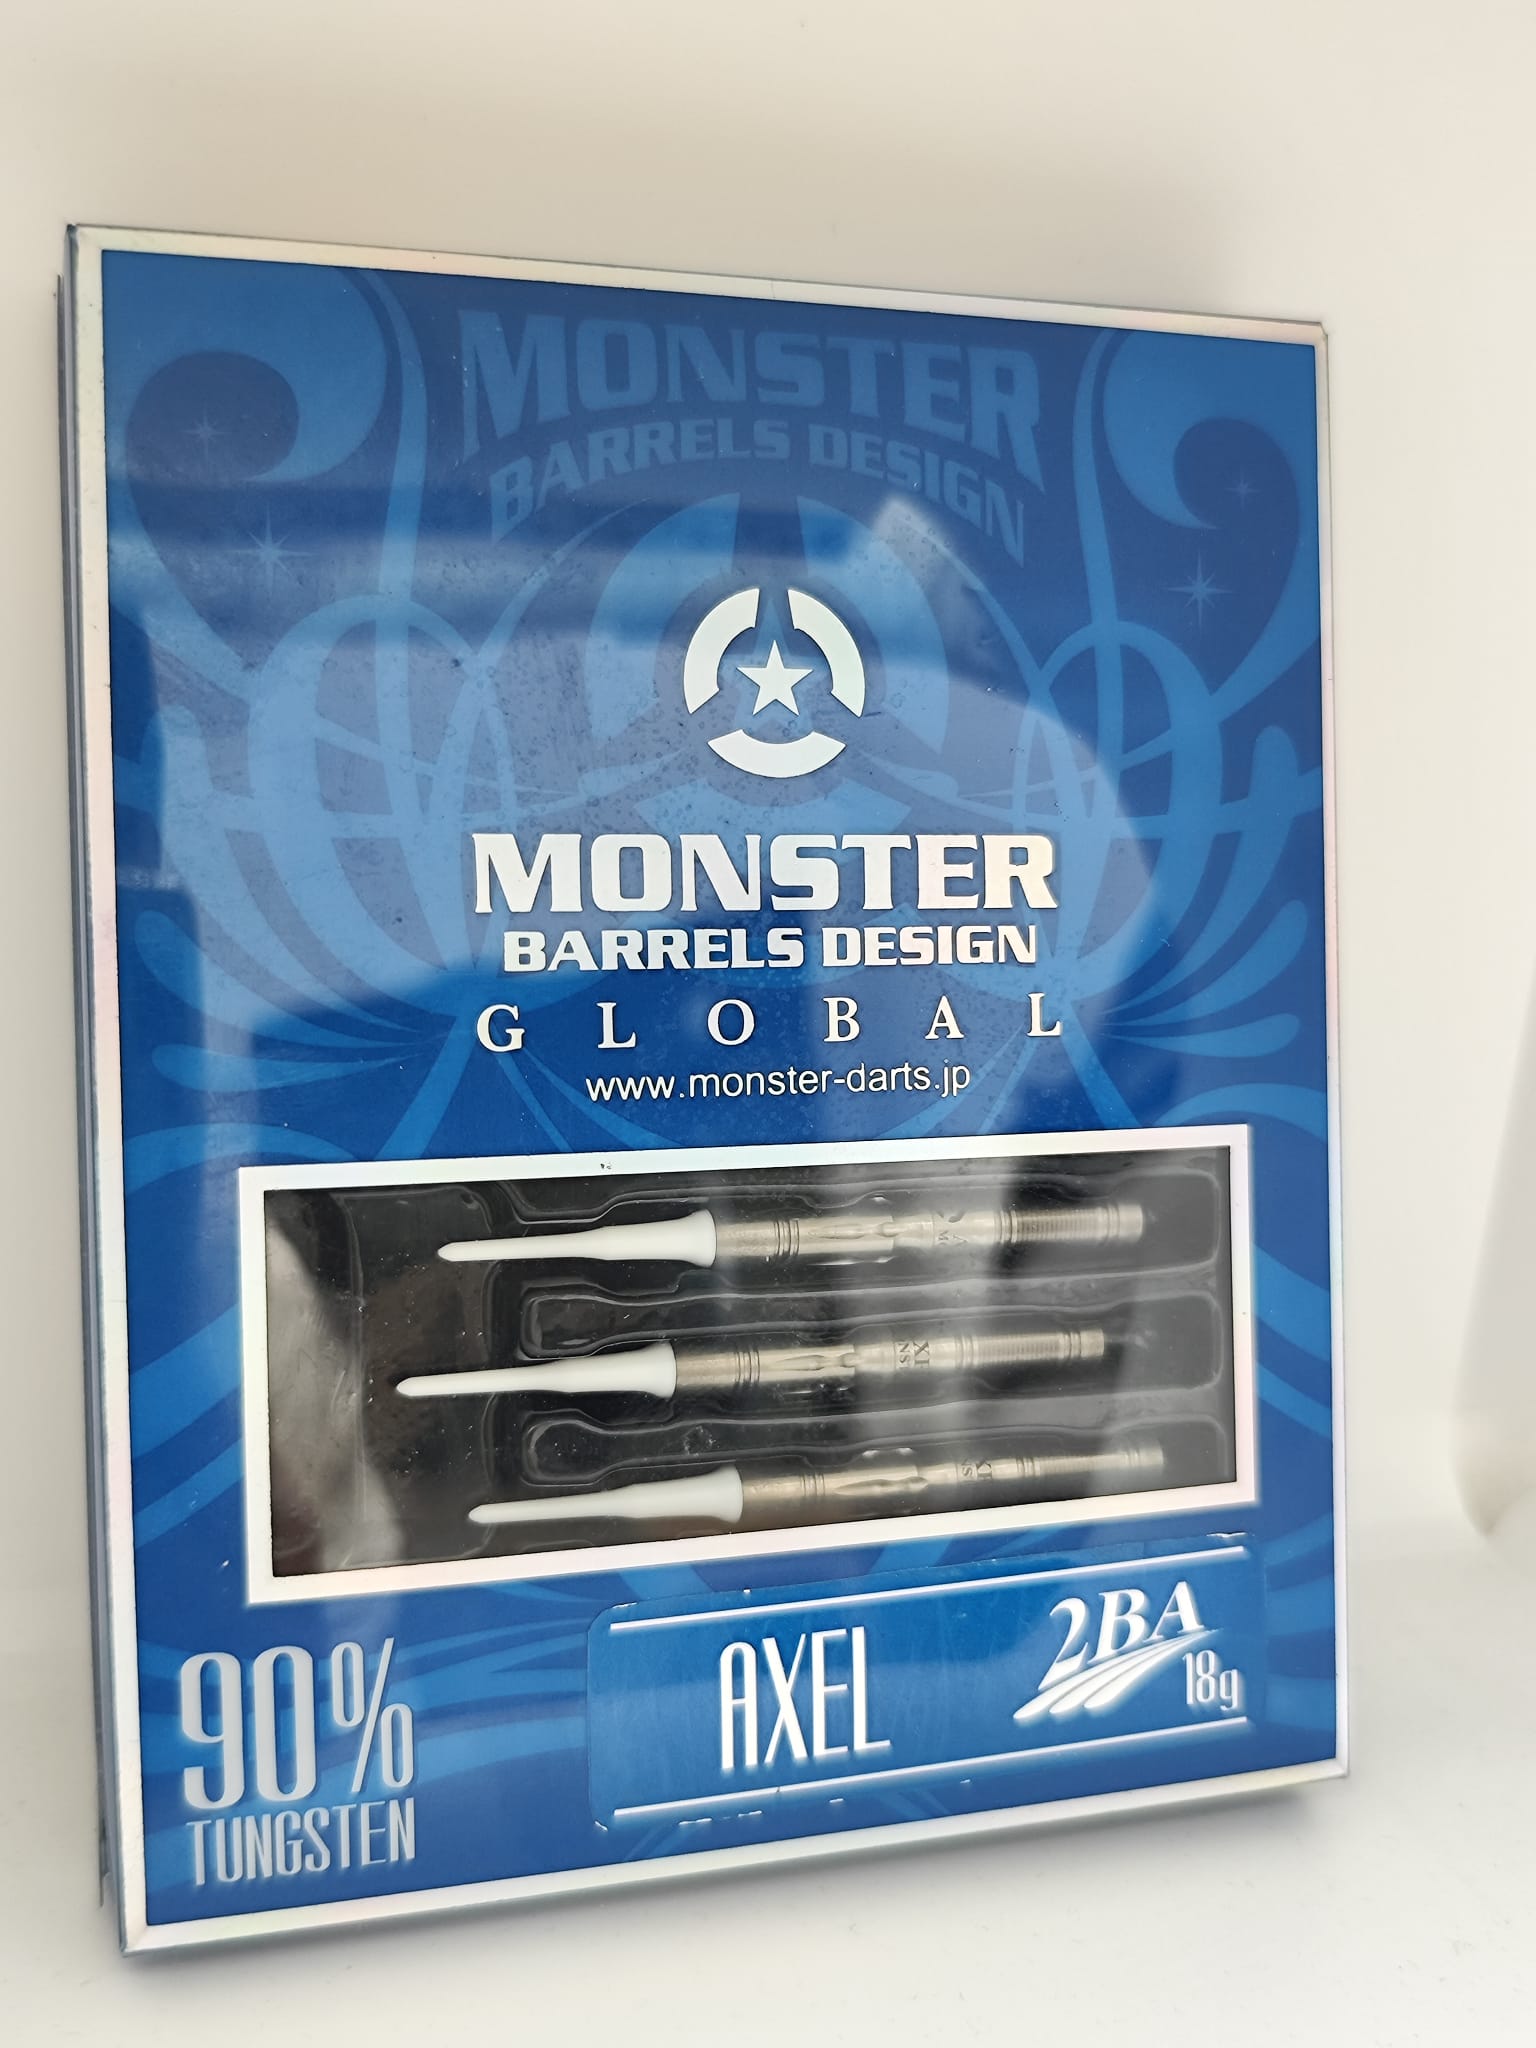 MONSTER
BARRELS DESIGN
MONSTER
BARRELS DESIGN
GLOBAL
www.monster-darts.jp
90%
TUNGSTEN
AXEL
2BA
18g